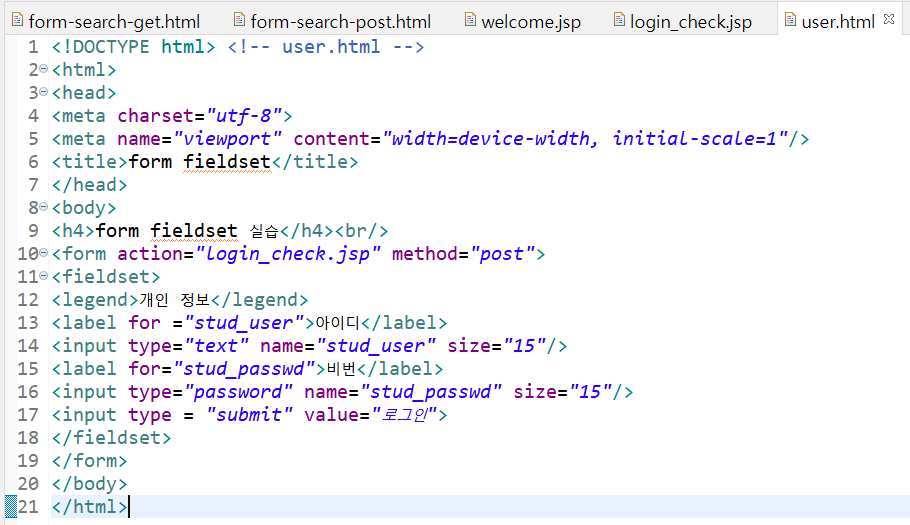 form-search-get.html form-search-post.html welcome.jsp login_check.jsp user.html
1 <!DOCTYPE html> <!-- user.html -->
2 <html>
3 <head>
4 <meta charset="utf-8">
5 <meta name="viewport" content="width=device-width, initial-scale=1"/>
6 <title>form fieldset</title>
7 </head>
8 <body>
9 <h4>form fieldset 실습</h4><br/>
10 <form action="login_check.jsp" method="post">
11 <fieldset>
12 <legend>개인 정보</legend>
13 <label for ="stud_user">아이디</label>
14 <input type="text" name="stud_user" size="15"/>
15 <label for="stud_passwd">비번</label>
16 <input type="password" name="stud_passwd" size="15"/>
17 <input type = "submit" value="로그인">
18 </fieldset>
19 </form>
20 </body>
21 </html>